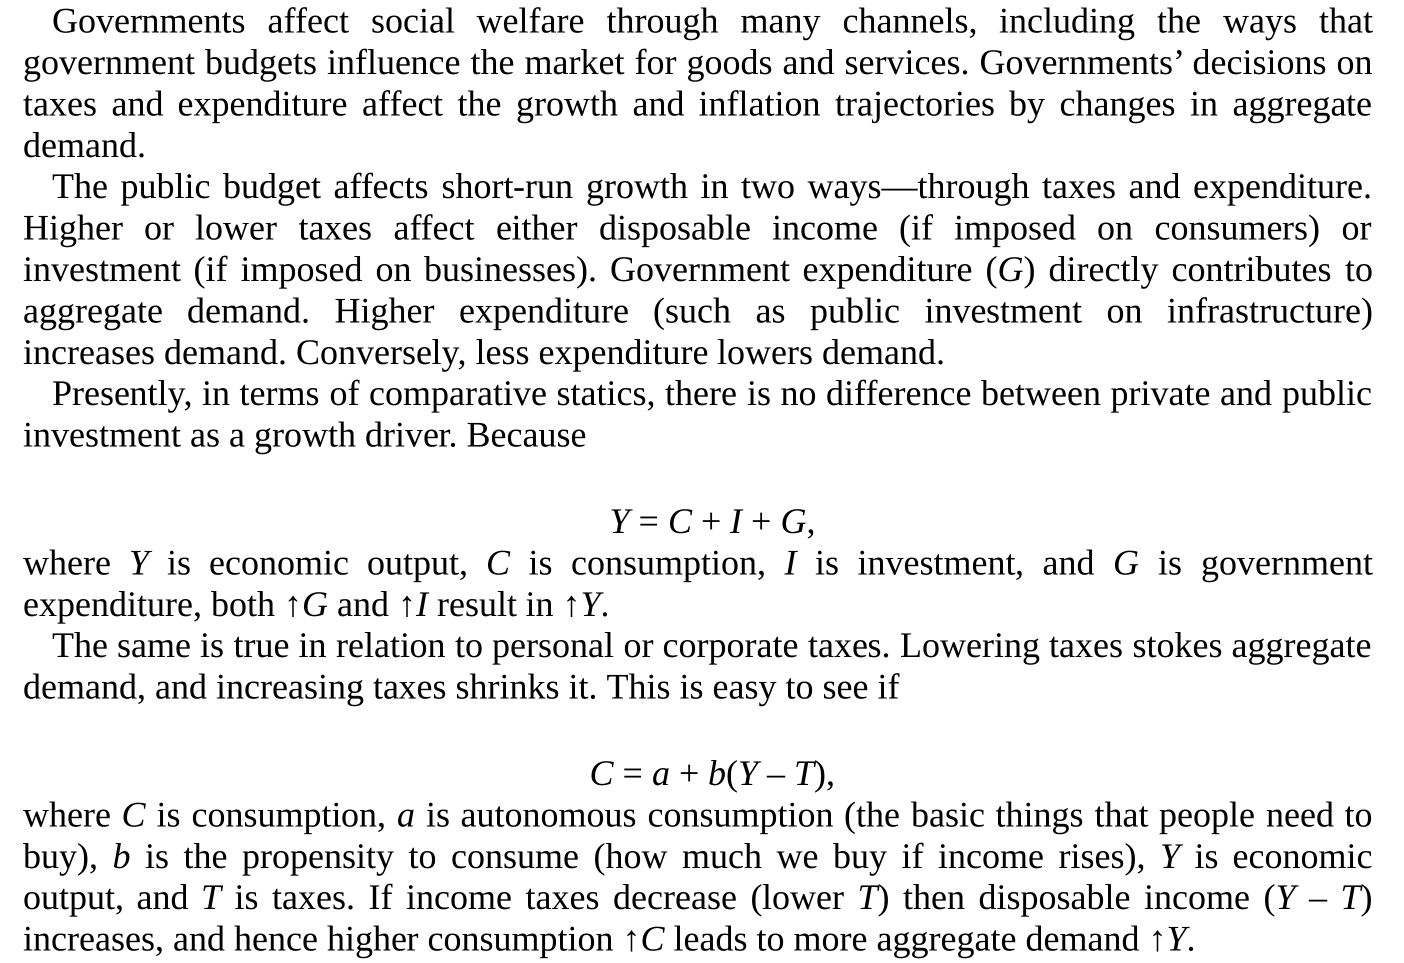 Governments affect social welfare through many channels, including the ways that
government budgets influence the market for goods and services. Governments’ decisions on
taxes and expenditure affect the growth and inflation trajectories by changes in aggregate
demand.
The public budget affects short-run growth in two ways—through taxes and expenditure.
Higher or lower taxes affect either disposable income (if imposed on consumers) or
investment (if imposed on businesses). Government expenditure (G) directly contributes to
aggregate demand. Higher expenditure (such as public investment on infrastructure)
increases demand. Conversely, less expenditure lowers demand.
Presently, in terms of comparative statics, there is no difference between private and public
investment as a growth driver. Because
Y = C + I + G,
where Y is economic output, C is consumption, I is investment, and G is government
expenditure, both ↑G and ↑I result in ↑Y.
The same is true in relation to personal or corporate taxes. Lowering taxes stokes aggregate
demand, and increasing taxes shrinks it. This is easy to see if
C = a + b(Y – T),
where C is consumption, a is autonomous consumption (the basic things that people need to
buy), b is the propensity to consume (how much we buy if income rises), Y is economic
output, and T is taxes. If income taxes decrease (lower T) then disposable income (Y – T)
increases, and hence higher consumption ↑C leads to more aggregate demand ↑Y.